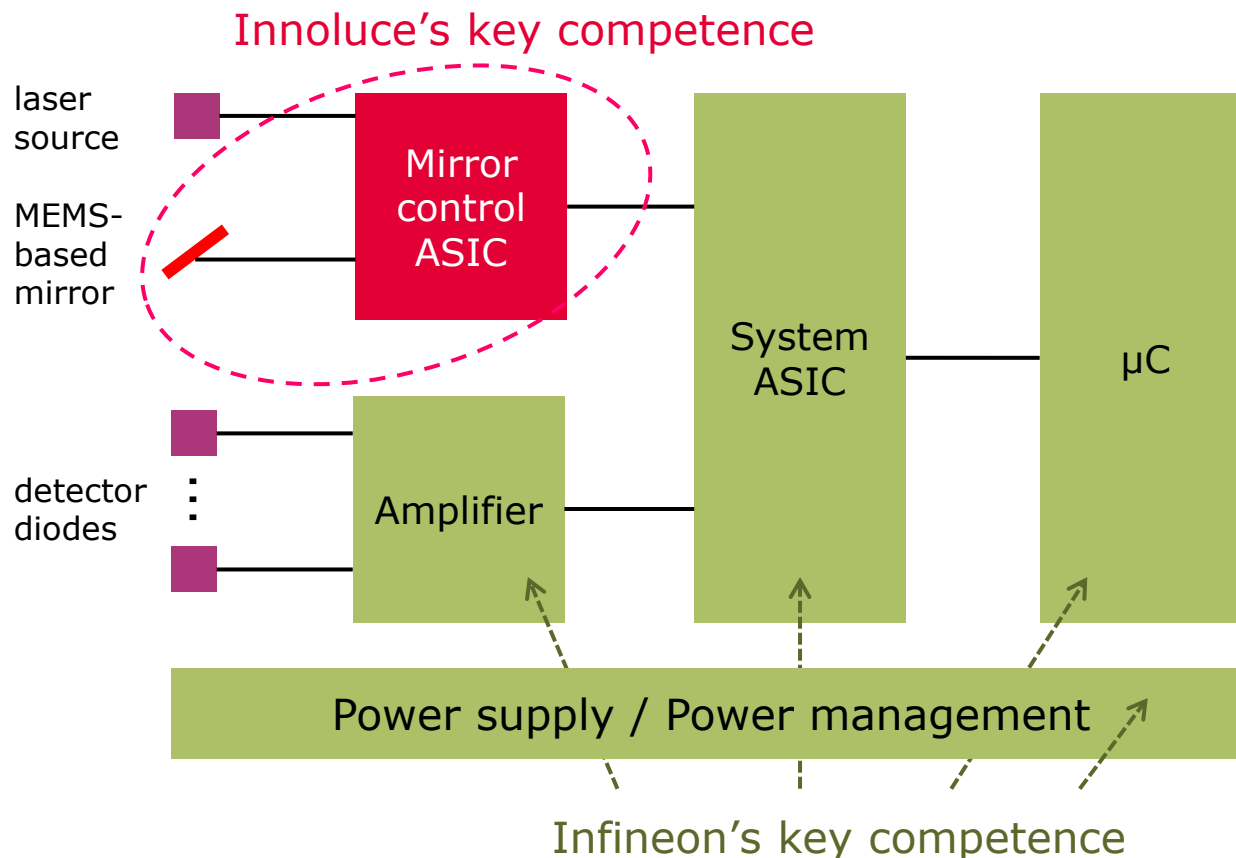 Innoluce’s key competence
laser
source
Mirror
control
ASIC
MEMS-
based
mirror
System
ASIC
µC
detector
diodes
Amplifier
Power supply / Power management
Infineon’s key competence